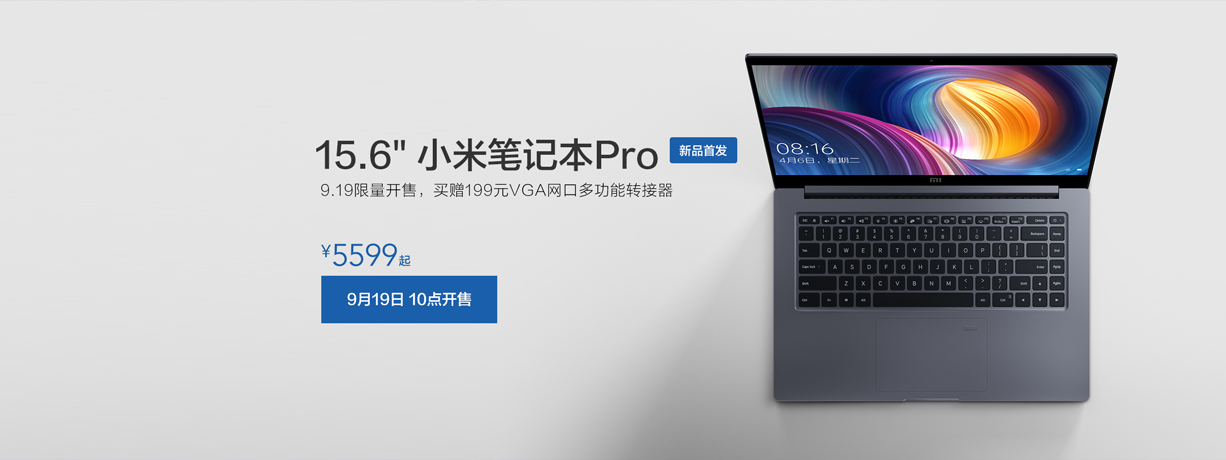 15.6" 小米笔记本Pro 新品首发
9.19限量开售，买赠199元VGA网口多功能转接器
¥5599起
9月19日 10点开售
08:16
4月6日，星期二
MI
Q W E R T Y U I O P
A S D F G H J K L
Z X C V B N M